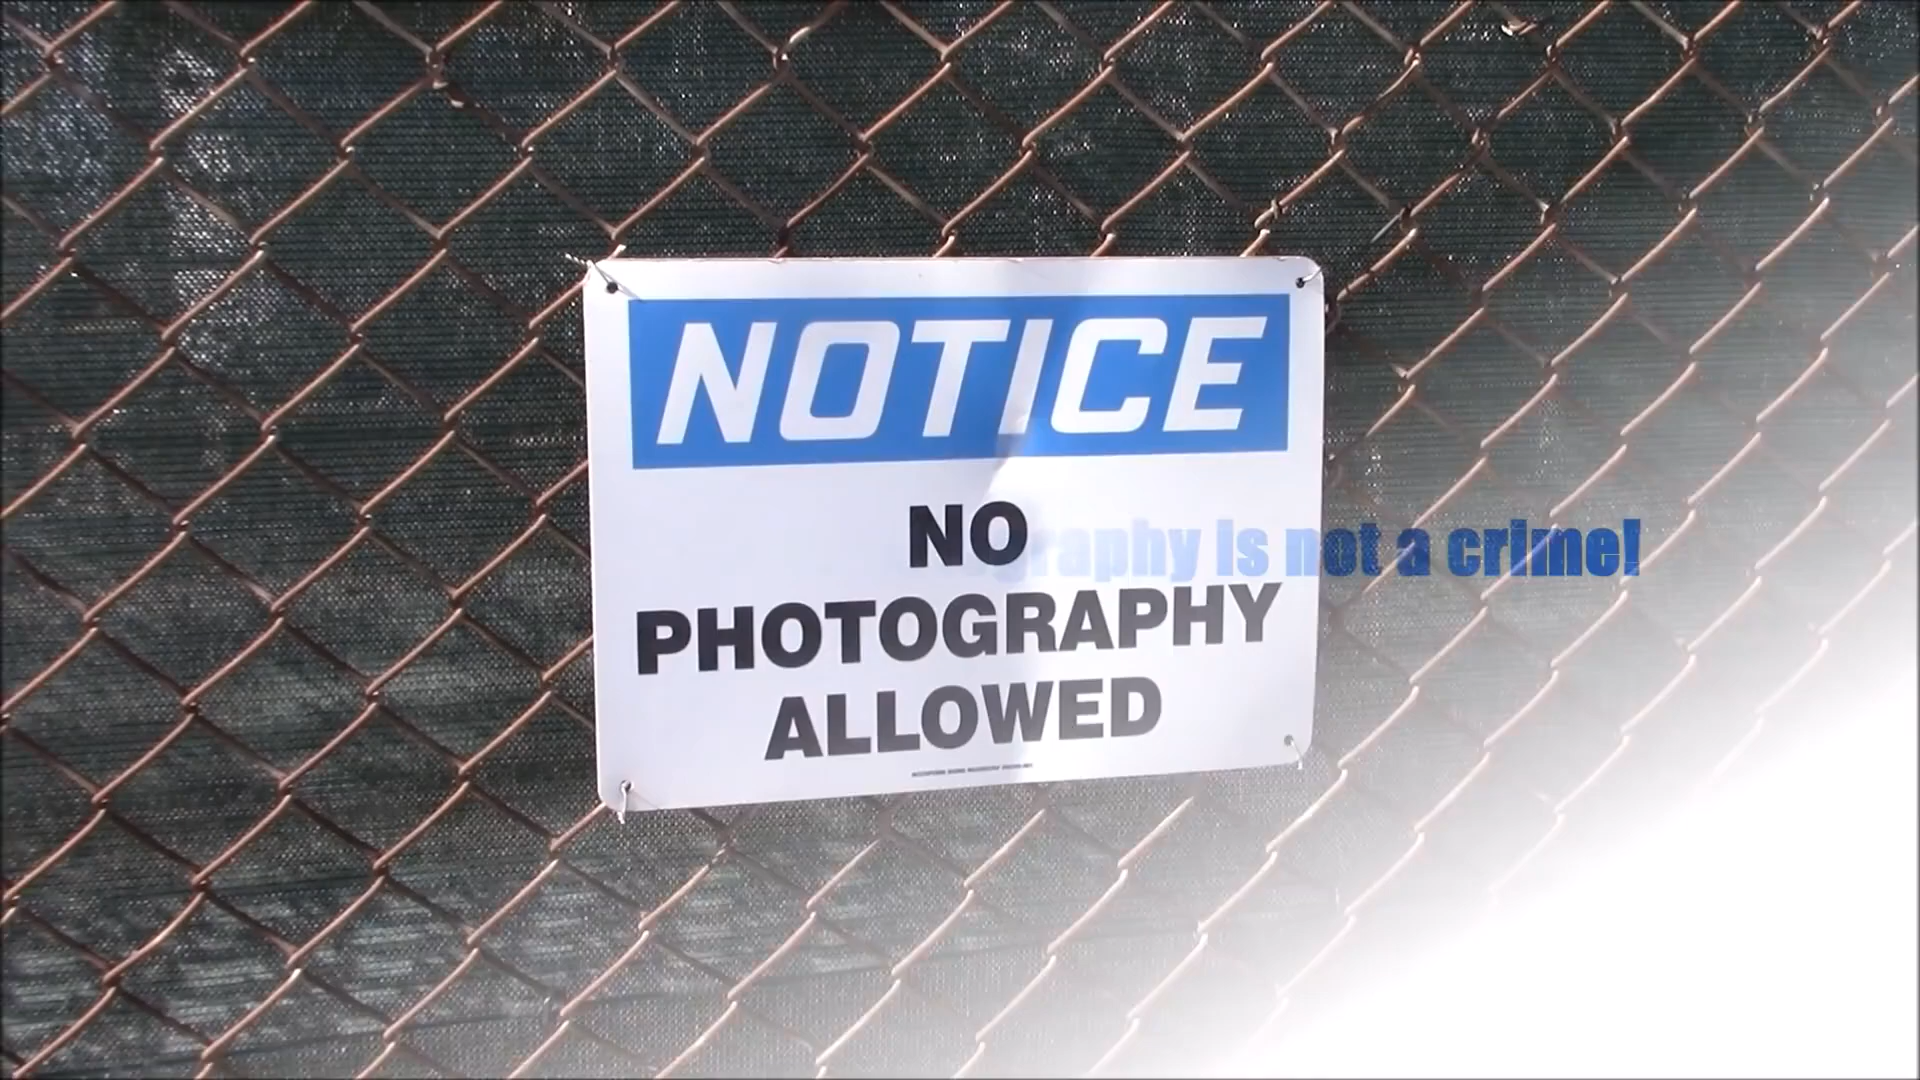 NOTICE
NO
graphy is not a crime!
PHOTOGRAPHY
ALLOWED